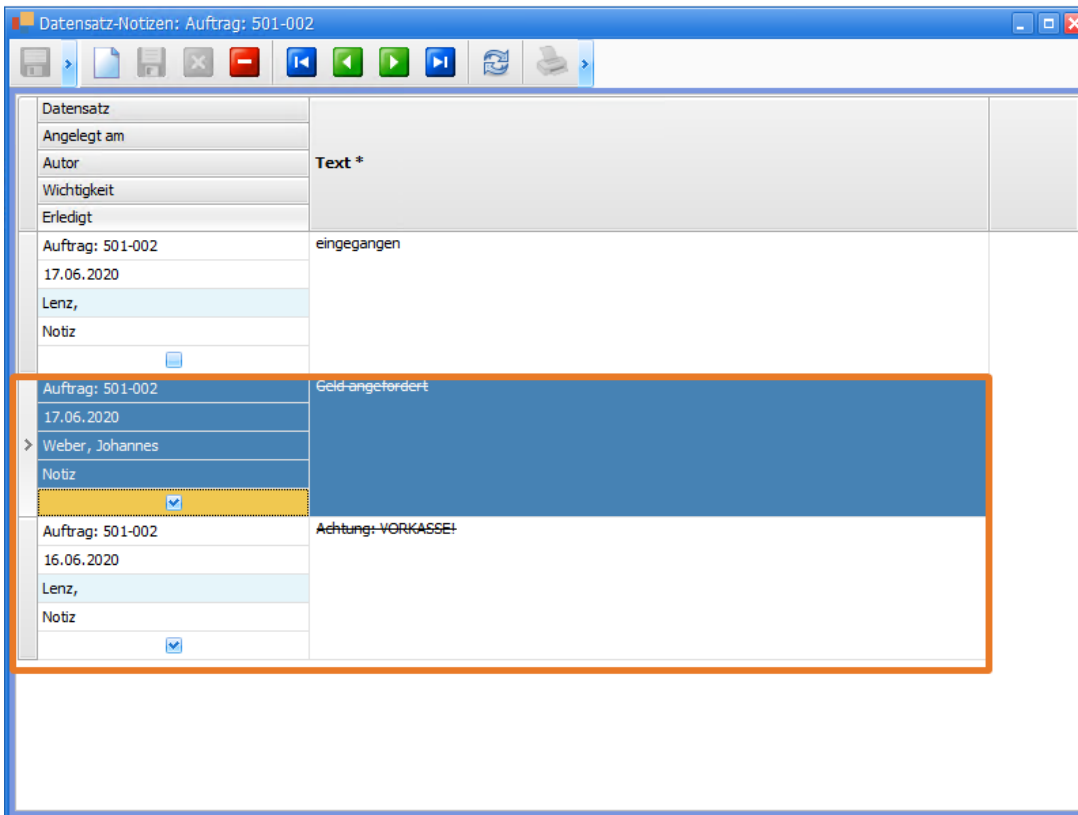 Datensatz-Notizen: Auftrag: 501-002
Datensatz
Angelegt am
Autor
Text *
Wichtigkeit
Erledigt
Auftrag: 501-002
eingegangen
17.06.2020
Lenz,
Notiz
Auftrag: 501-002
Geld angefordert
17.06.2020
Weber, Johannes
Notiz
Auftrag: 501-002
Achtung: VORKASSE!
16.06.2020
Lenz,
Notiz